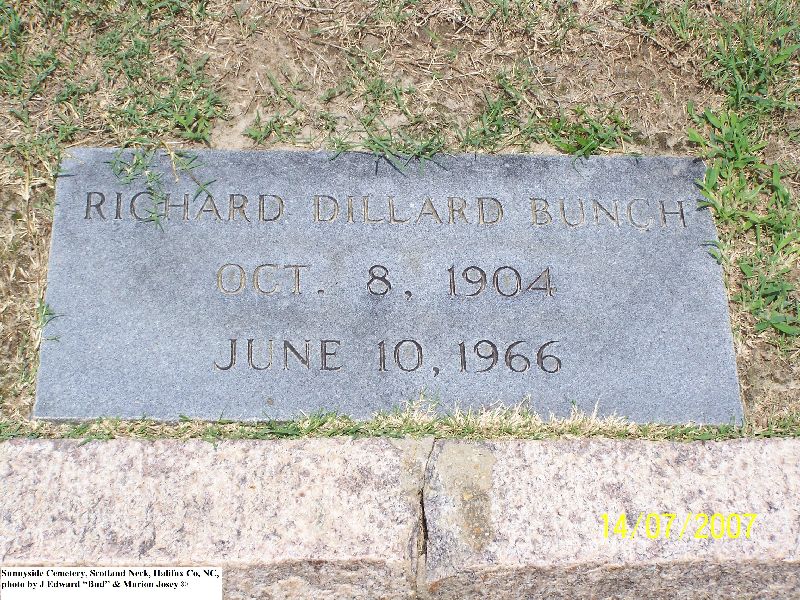 RICHARD DILLARD BUNCH
OCT. 8, 1904
JUNE 10, 1966
14/07/2007
Sunnyside Cemetery, Scotland Neck, Halifax Co, NC,
photo by J Edward "Bud" & Marion Josey ©